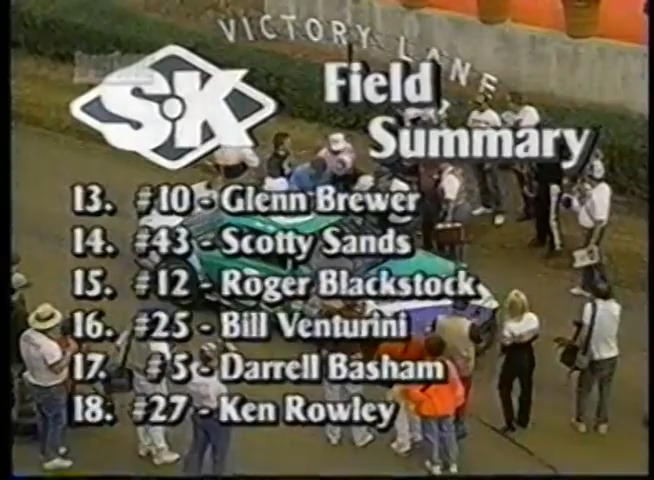 VICTORY LANE
S•K
Field
Summary
13. #10 - Glenn Brewer
14. #43 - Scotty Sands
15. #12 - Roger Blackstock
16. #25 - Bill Venturini
17. #5 - Darrell Basham
18. #27 - Ken Rowley